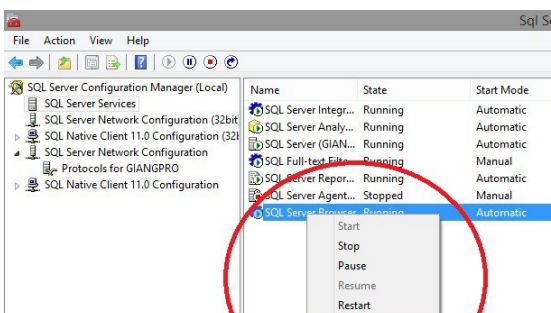 Sql S
File Action View Help
SQL Server Configuration Manager (Local)
SQL Server Services
SQL Server Network Configuration (32bit
SQL Native Client 11.0 Configuration (32
SQL Server Network Configuration
Protocols for GIANGPRO
SQL Native Client 11.0 Configuration
Name State Start Mode
SQL Server Integr... Running Automatic
SQL Server Analy... Running Automatic
SQL Server (GIAN... Running Automatic
SQL Full-text Filte... Running Manual
SQL Server Repor... Running Automatic
SQL Server Agent... Stopped Manual
SQL Server Browser Running Automatic
Start
Stop
Pause
Resume
Restart